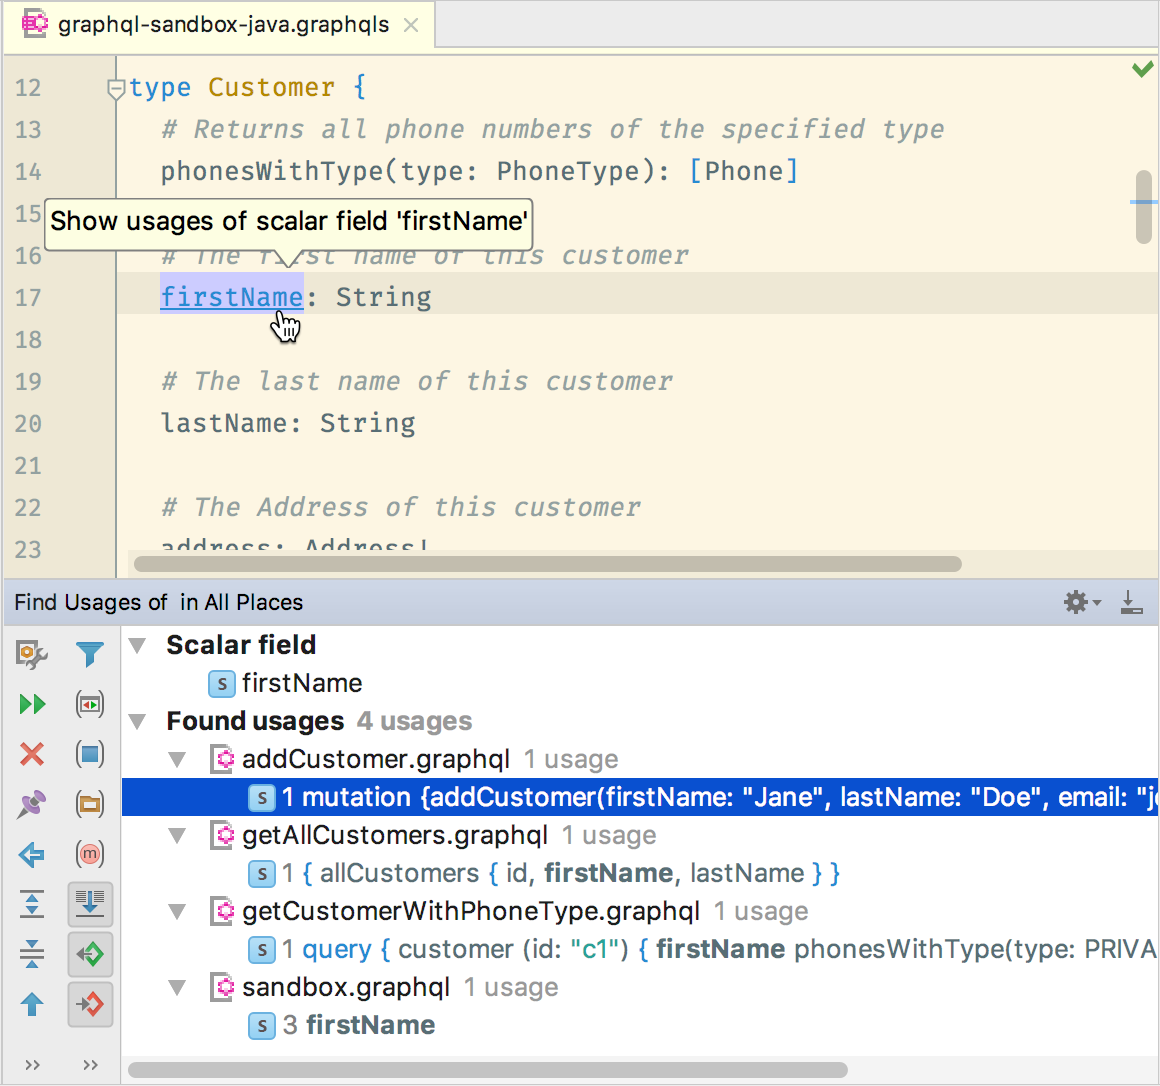 graphql-sandbox-java.graphqls
12 type Customer {
13 # Returns all phone numbers of the specified type
14 phonesWithType(type: PhoneType): [Phone]
15
Show usages of scalar field 'firstName'
16 # The first name of this customer
17 firstName: String
18
19 # The last name of this customer
20 lastName: String
21
22 # The Address of this customer
23 address: Address!
Find Usages of  in All Places
Scalar field
s firstName
Found usages 4 usages
addCustomer.graphql 1 usage
s 1 mutation {addCustomer(firstName: "Jane", lastName: "Doe", email: "je
getAllCustomers.graphql 1 usage
s 1 { allCustomers { id, firstName, lastName } }
getCustomerWithPhoneType.graphql 1 usage
s 1 query { customer (id: "c1") { firstName phonesWithType(type: PRIVA
m
sandbox.graphql 1 usage
s 3 firstName